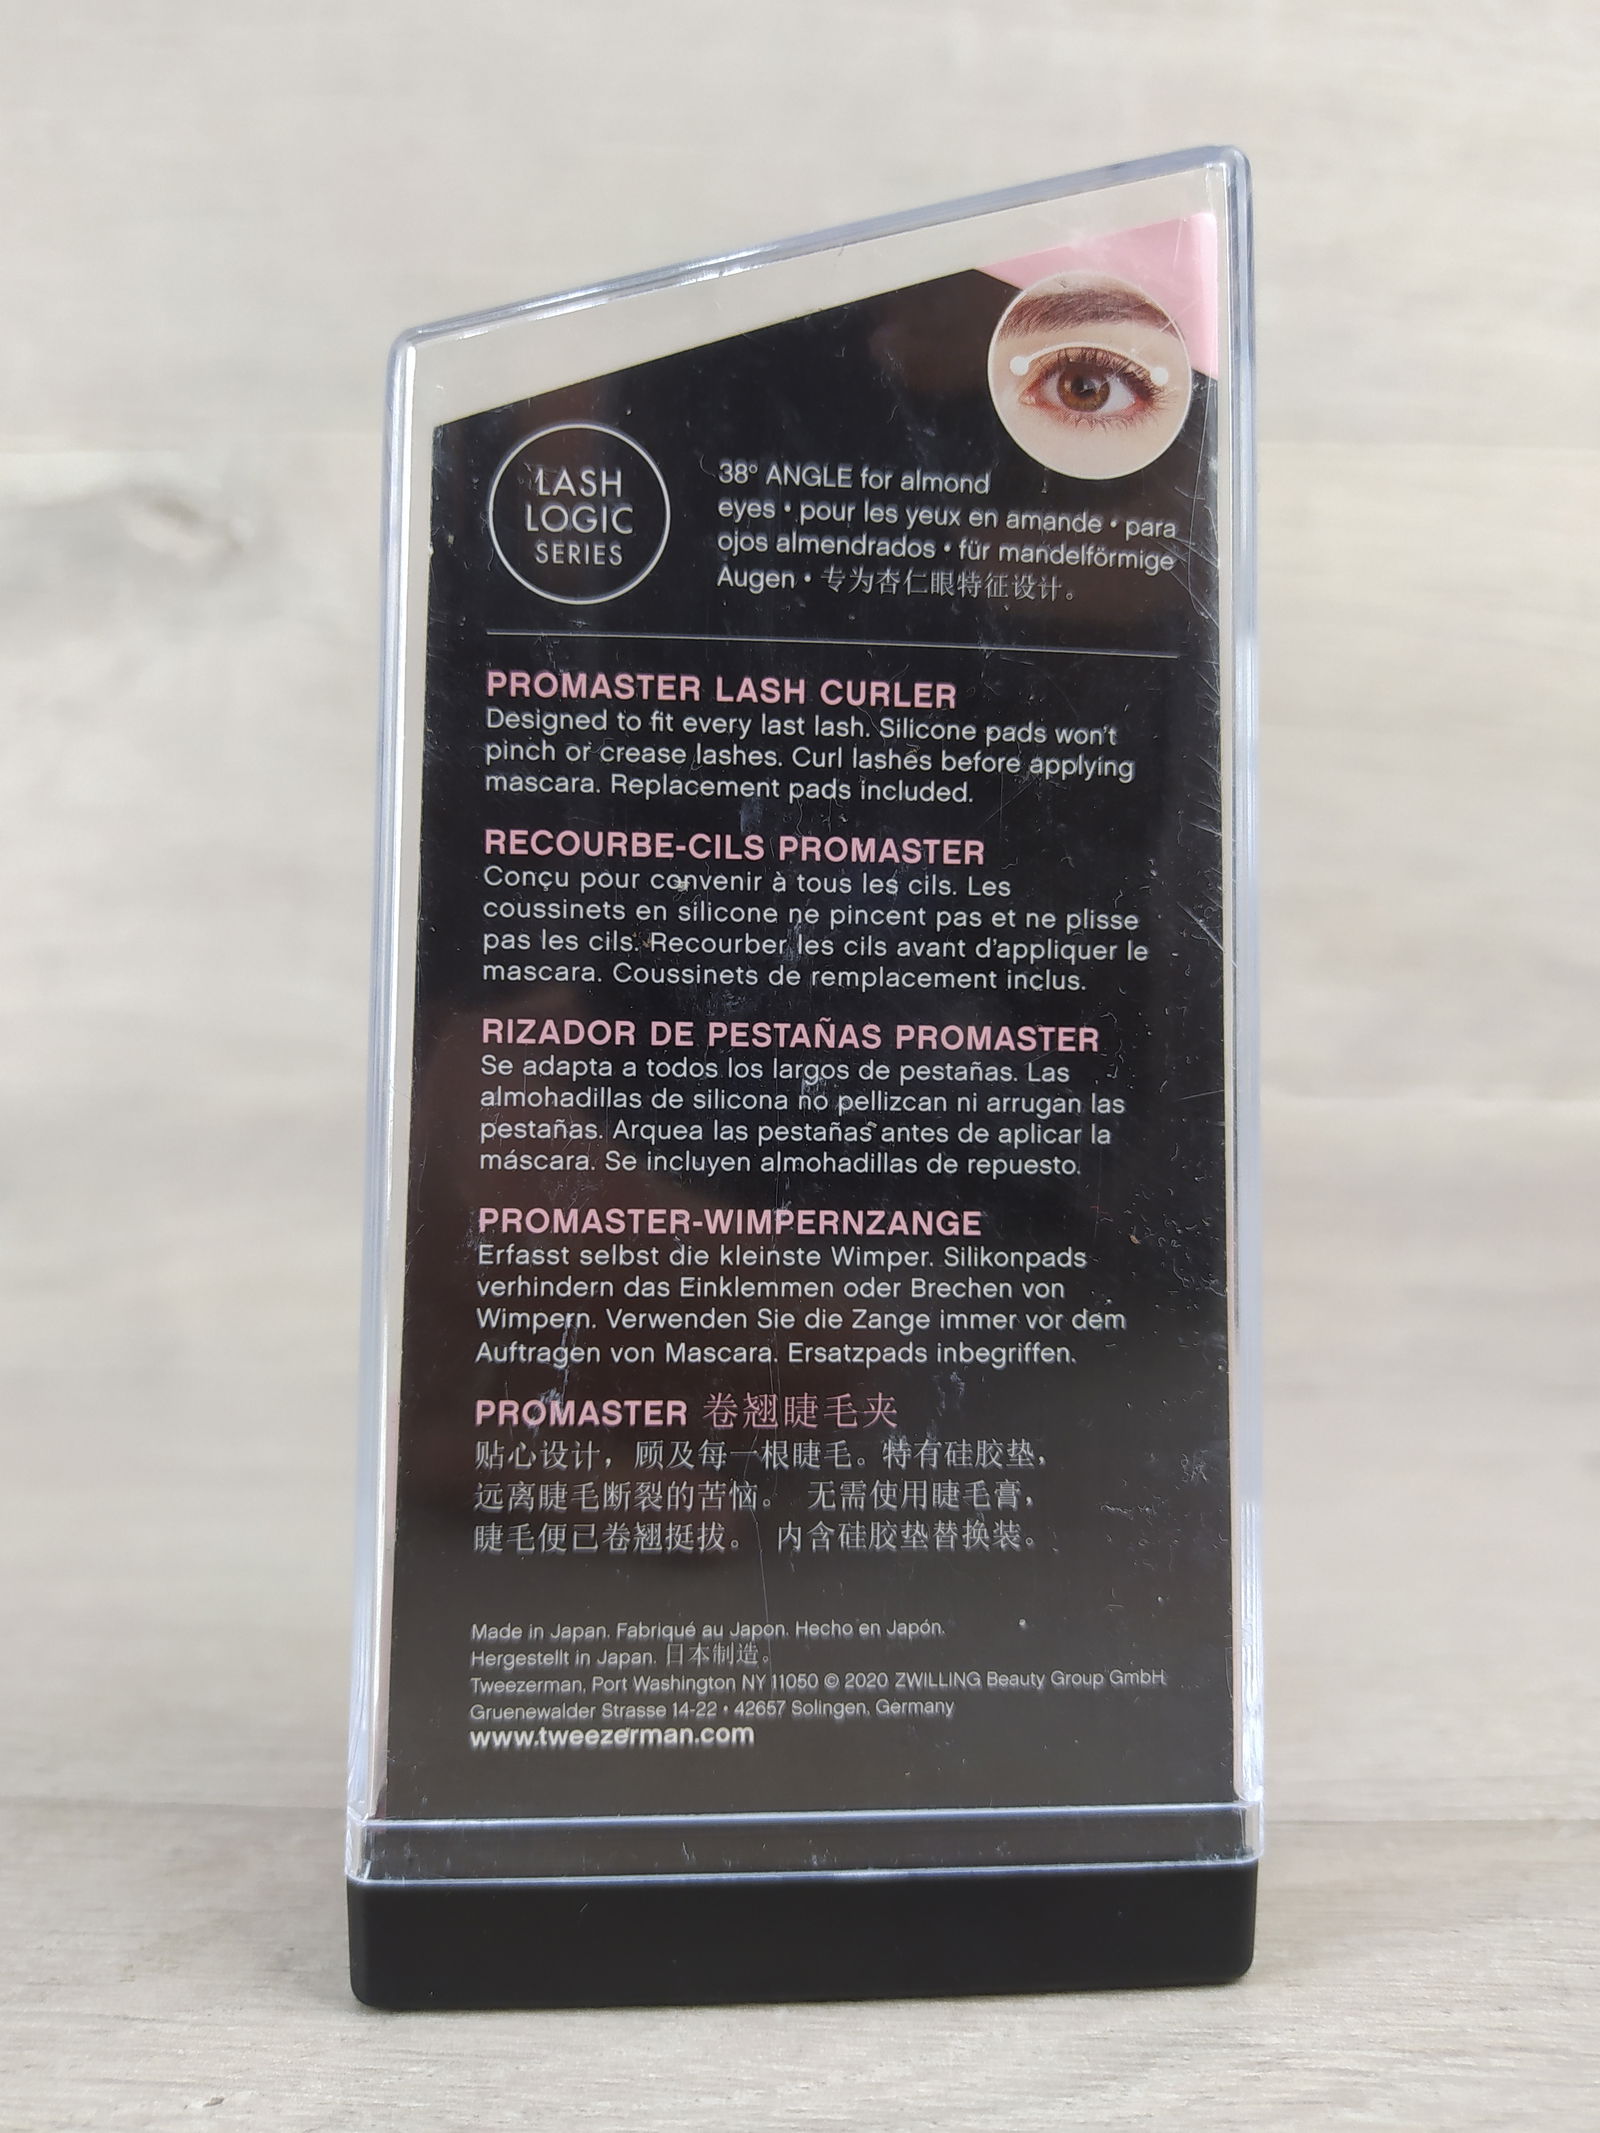 LASH
LOGIC
SERIES
38° ANGLE for almond
eyes • pour les yeux en amande • para
ojos almendrados • für mandelförmige
Augen • 专为杏仁眼特征设计。
PROMASTER LASH CURLER
Designed to fit every last lash. Silicone pads won't
pinch or crease lashes. Curl lashes before applying
mascara. Replacement pads included.
RECOURBE-CILS PROMASTER
Conçu pour convenir à tous les cils. Les
coussinets en silicone ne pincent pas et ne plisse
pas les cils. Recourber les cils avant d'appliquer le
mascara. Coussinets de remplacement inclus.
RIZADOR DE PESTAÑAS PROMASTER
Se adapta a todos los largos de pestañas. Las
almohadillas de silicona no pellizcan ni arrugan las
pestañas. Arquea las pestañas antes de aplicar la
máscara. Se incluyen almohadillas de repuesto.
PROMASTER-WIMPERNZANGE
Erfasst selbst die kleinste Wimper. Silikonpads
verhindern das Einklemmen oder Brechen von
Wimpern. Verwenden Sie die Zange immer vor dem
Auftragen von Mascara. Ersatzpads inbegriffen.
PROMASTER 卷翘睫毛夹
贴心设计，顾及每一根睫毛。特有硅胶垫，
远离睫毛断裂的苦恼。 无需使用睫毛膏，
睫毛便已卷翘挺拔。 内含硅胶垫替换装。
Made in Japan. Fabriqué au Japon. Hecho en Japón.
Hergestellt in Japan. 日本制造。
Tweezerman, Port Washington NY 11050 © 2020 ZWILLING Beauty Group GmbH
Gruenewalder Strasse 14-22 • 42657 Solingen, Germany
www.tweezerman.com